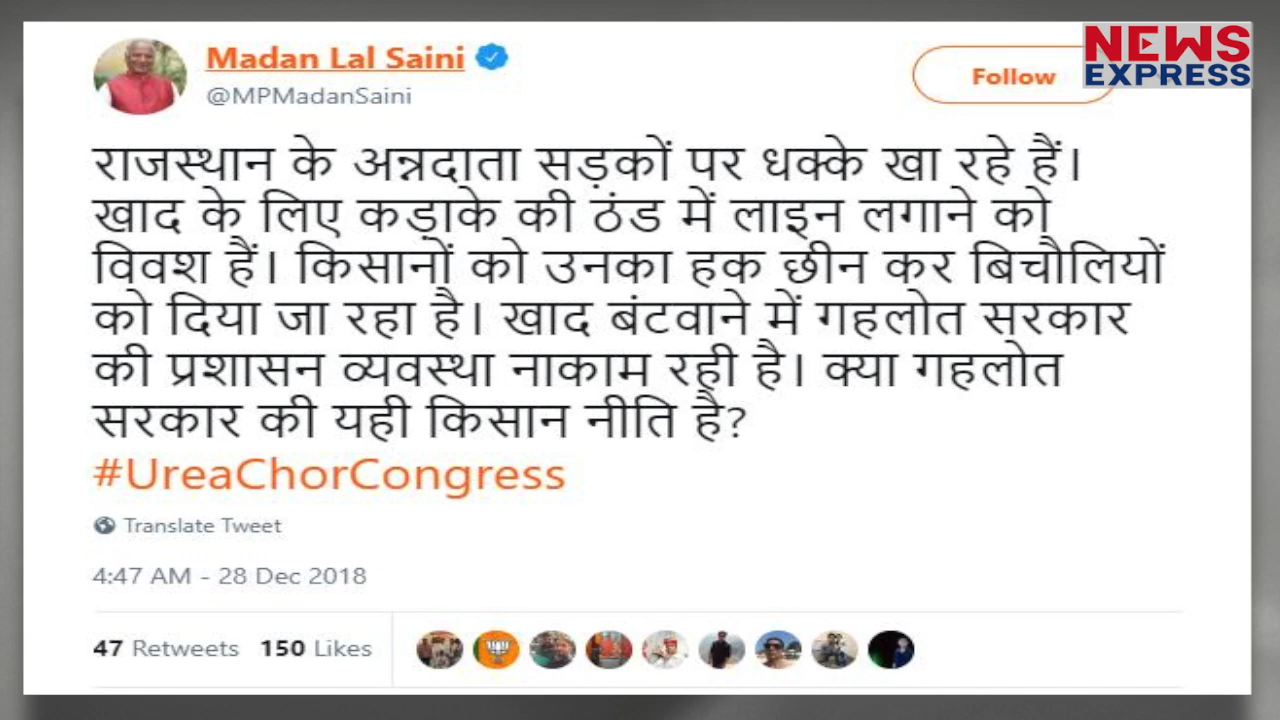 Madan Lal Saini
@MPMadanSaini
Follow
NEWS
EXPRESS
राजस्थान के अन्नदाता सड़कों पर धक्के खा रहे हैं।
खाद के लिए कड़ाके की ठंड में लाइन लगाने को
विवश हैं। किसानों को उनका हक छीन कर बिचौलियों
को दिया जा रहा है। खाद बंटवाने में गहलोत सरकार
की प्रशासन व्यवस्था नाकाम रही है। क्या गहलोत
सरकार की यही किसान नीति है?
#UreaChorCongress
Translate Tweet
4:47 AM - 28 Dec 2018
47 Retweets 150 Likes